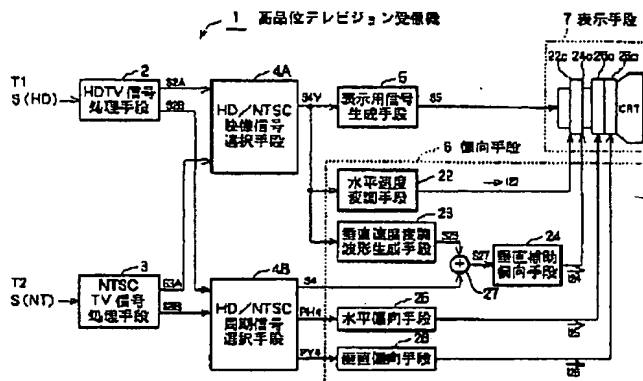 1 高品位テレビジョン受像機
7 表示手段
22c 24a 26a 28a
T1
S(HD)
2
HDTV信号
処理手段
S2A
S2B
4A
HD/NTSC
映像信号
選択手段
S4Y
5
表示用信号
生成手段
S5
CRT
6 偏向手段
水平速度
変調手段
22
23
垂直速度変調
波形生成手段
S23
S27
24
垂直補助
偏向手段
27
T2
S(NT)
3
NTSC
TV信号
処理手段
S3A
S3B
4B
HD/NTSC
同期信号
選択手段
S4
PH4
26
水平偏向手段
PV4
28
垂直偏向手段